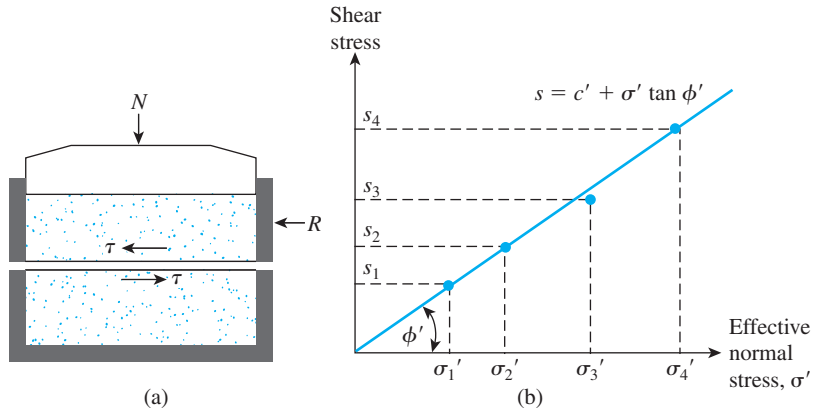 N
R
τ
τ
(a)
Shear
stress
s = c′ + σ′ tan ϕ′
s₄
s₃
s₂
s₁
ϕ′
σ₁′
σ₂′
σ₃′
σ₄′
Effective
normal
stress, σ′
(b)